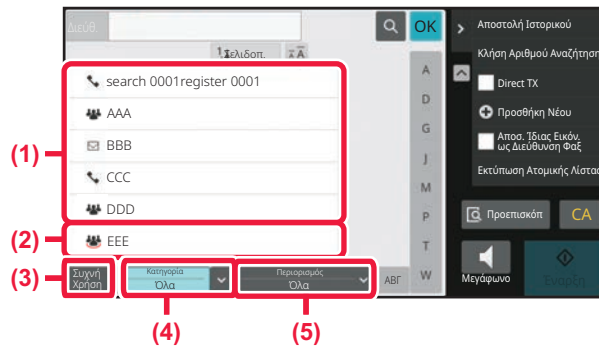 Διεύθ.
OK
Αποστολή Ιστορικού
Σελιδοπ.
Κλήση Αριθμού Αναζήτηση
search 0001register 0001
A
Direct TX
AAA
D
Προσθήκη Νέου
(1)
BBB
G
Αποσ. Ίδιας Εικόν.
ως Διεύθυνση Φαξ
CCC
J
Εκτύπωση Ατομικής Λίστας
M
DDD
P
Προεπισκόπ
CA
(2)
EEE
T
(3)
Συχνή
Χρήση
Κατηγορία
Όλα
Περιορισμός
Όλα
ΑΒΓ
W
Μεγάφωνο
Έναρξη
(4)
(5)